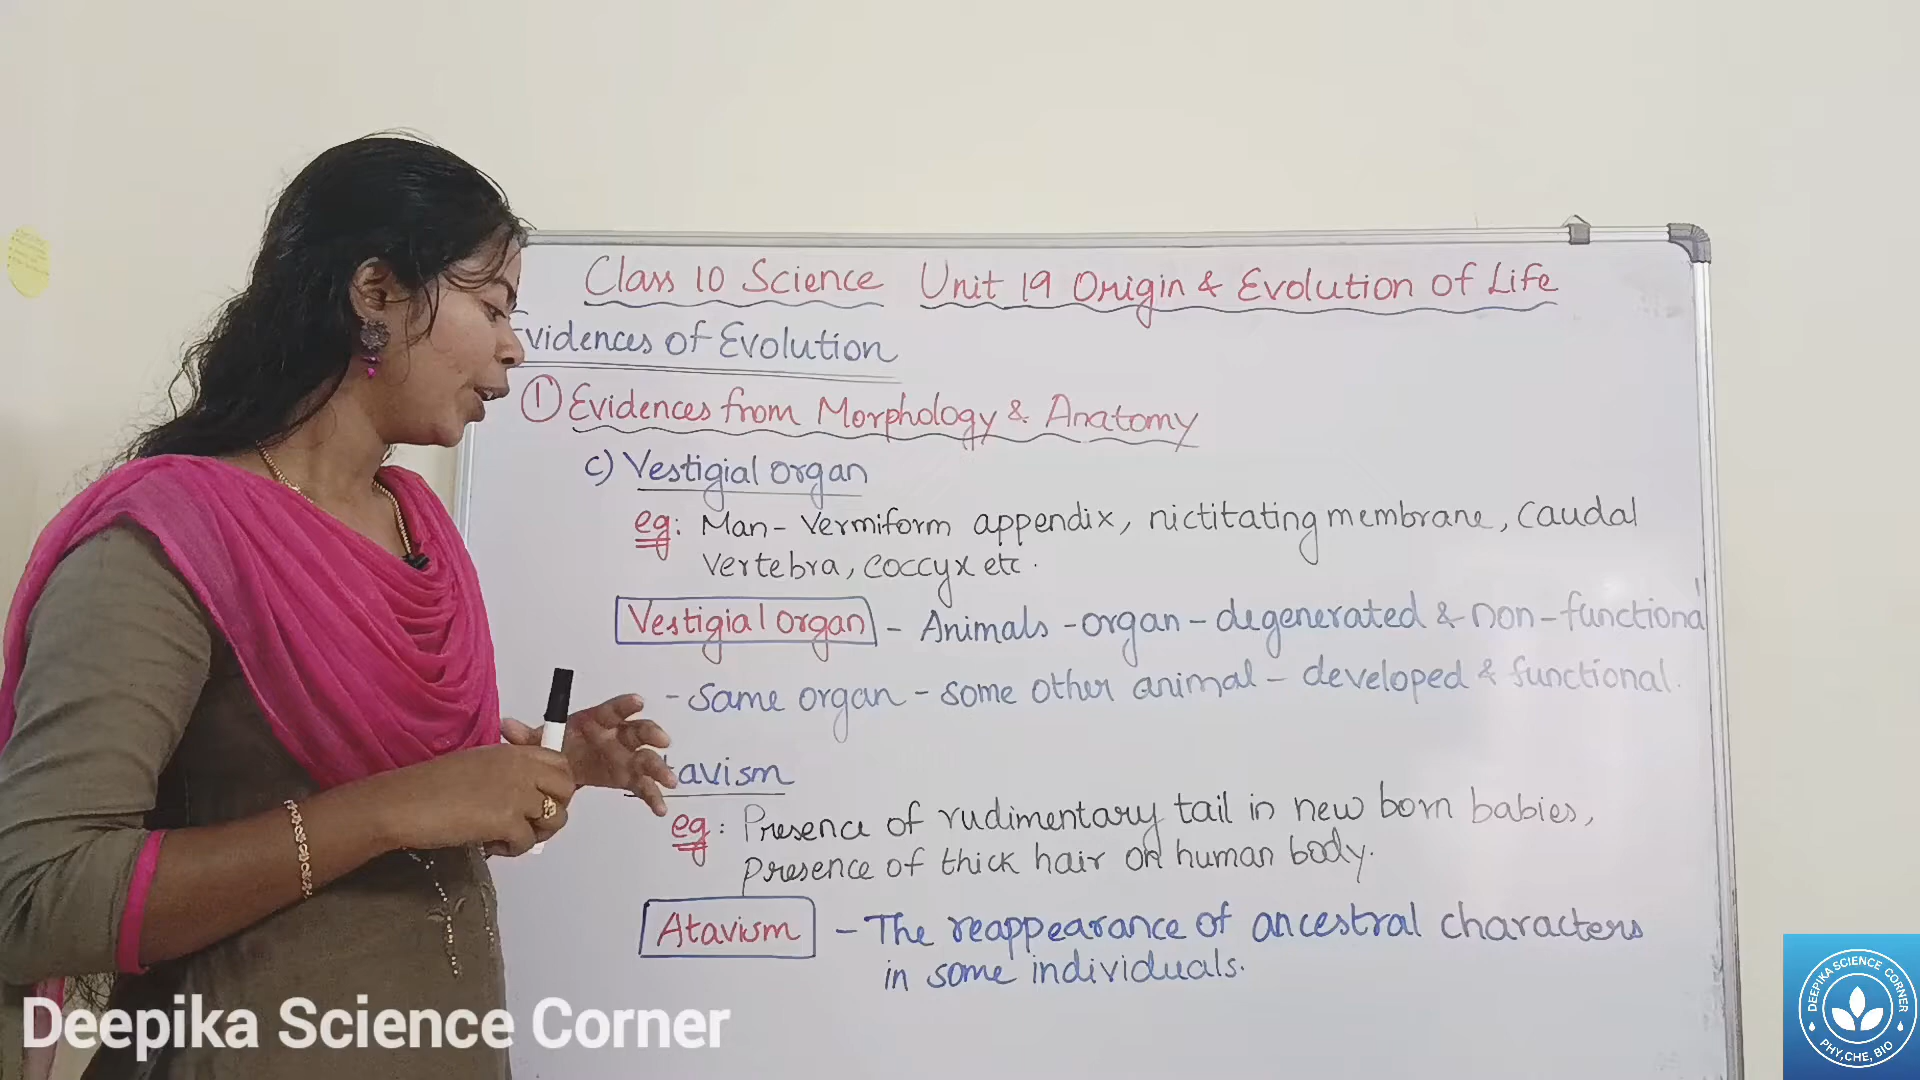 Class 10 Science Unit 19 Origin & Evolution of Life
Evidences of Evolution
① Evidences from Morphology & Anatomy
c) Vestigial organ
eg: Man - Vermiform appendix, nictitating membrane, Caudal
Vertebra, coccyx etc.
Vestigial organ - Animals - organ - degenerated & non-functional
- Same organ - some other animal - developed & functional.
tavism
eg: Presence of rudimentary tail in new born babies,
presence of thick hair on human body.
Atavism - The reappearance of ancestral characters
in some individuals.
Deepika Science Corner
DEEPIKA SCIENCE CORNER
PHY,CHE, BIO